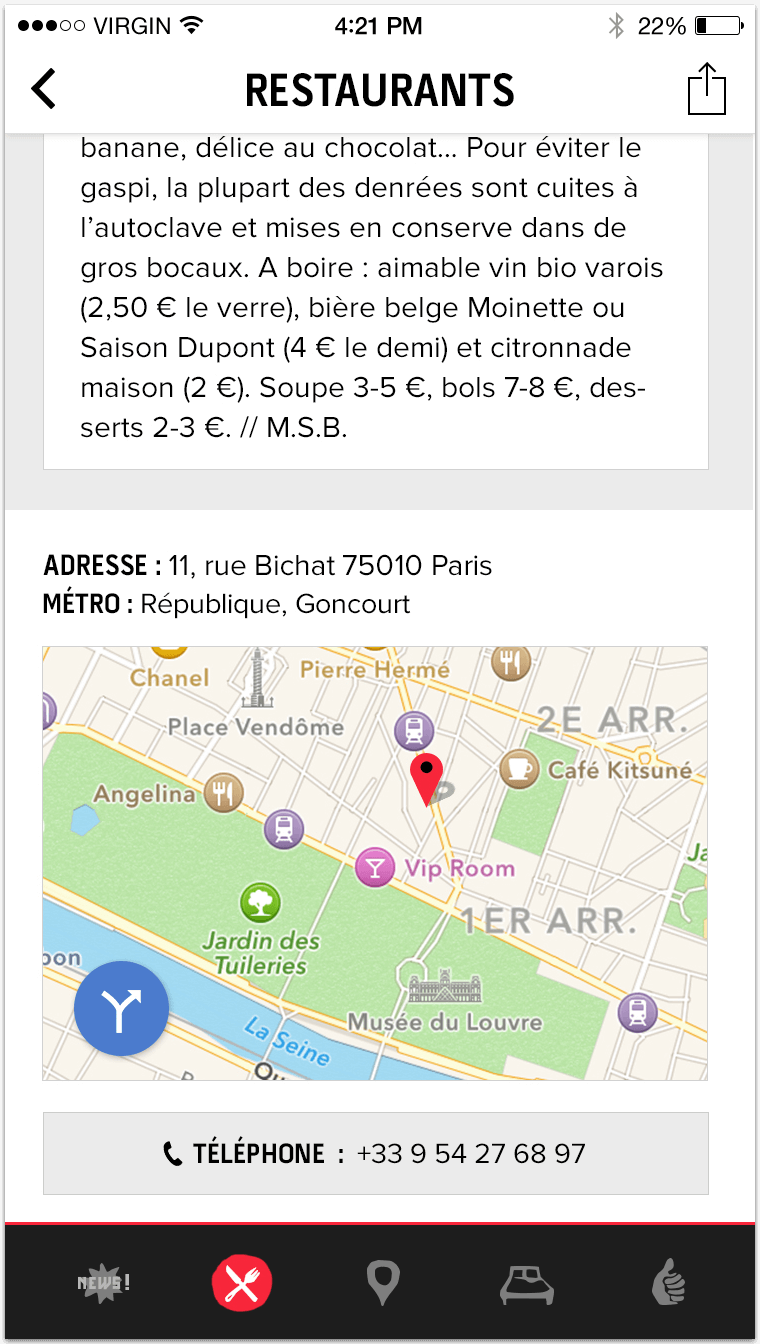 VIRGIN 4:21 PM 22%
RESTAURANTS
banane, délice au chocolat... Pour éviter le
gaspi, la plupart des denrées sont cuites à
l’autoclave et mises en conserve dans de
gros bocaux. A boire : aimable vin bio varois
(2,50 € le verre), bière belge Moinette ou
Saison Dupont (4 € le demi) et citronnade
maison (2 €). Soupe 3-5 €, bols 7-8 €, des-
serts 2-3 €. // M.S.B.
ADRESSE : 11, rue Bichat 75010 Paris
MÉTRO : République, Goncourt
Chanel
Pierre Hermé
Place Vendôme
2E ARR.
Café Kitsuné
Angelina
Vip Room
Ja
1ER ARR.
Jardin des
Tuileries
bon
Musée du Louvre
La Seine
Qu
TÉLÉPHONE : +33 9 54 27 68 97
NEWS!